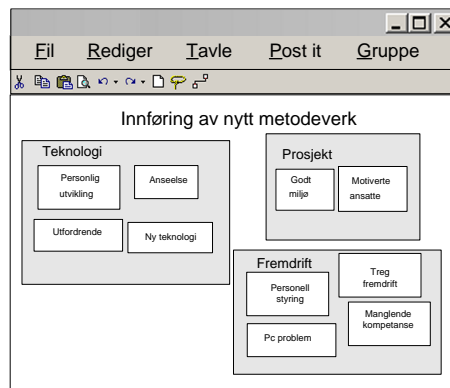 Fil Rediger Tavle Post it Gruppe
Innføring av nytt metodeverk
Teknologi
Personlig
utvikling
Anseelse
Utfordrende
Ny teknologi
Prosjekt
Godt
miljø
Motiverte
ansatte
Fremdrift
Personell
styring
Treg
fremdrift
Pc problem
Manglende
kompetanse